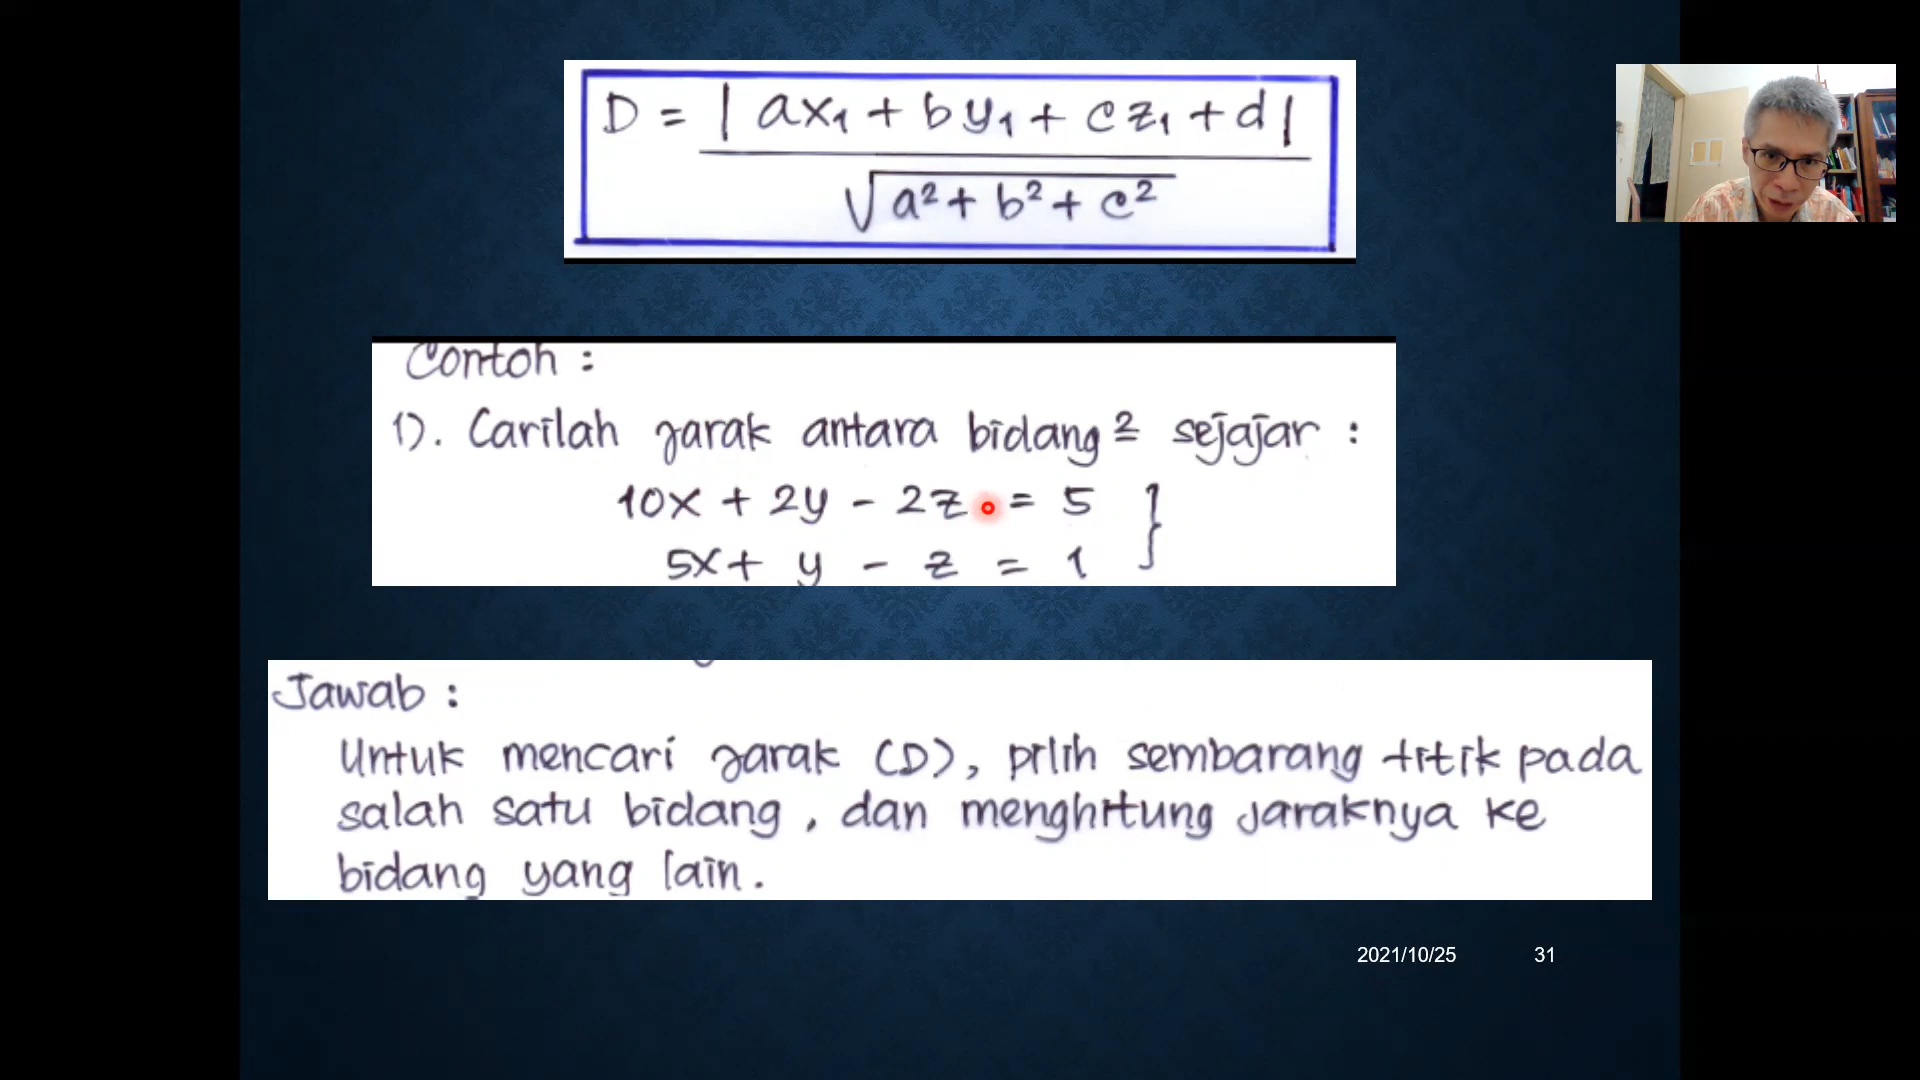 D = | ax₁ + by₁ + cz₁ + d |
√a² + b² + c²
Contoh :
1). Carilah jarak antara bidang² sejajar :
10x + 2y - 2z = 5
5x + y - z = 1
Jawab :
Untuk mencari jarak (D), pilih sembarang titik pada
salah satu bidang, dan menghitung jaraknya ke
bidang yang lain.
2021/10/25 31